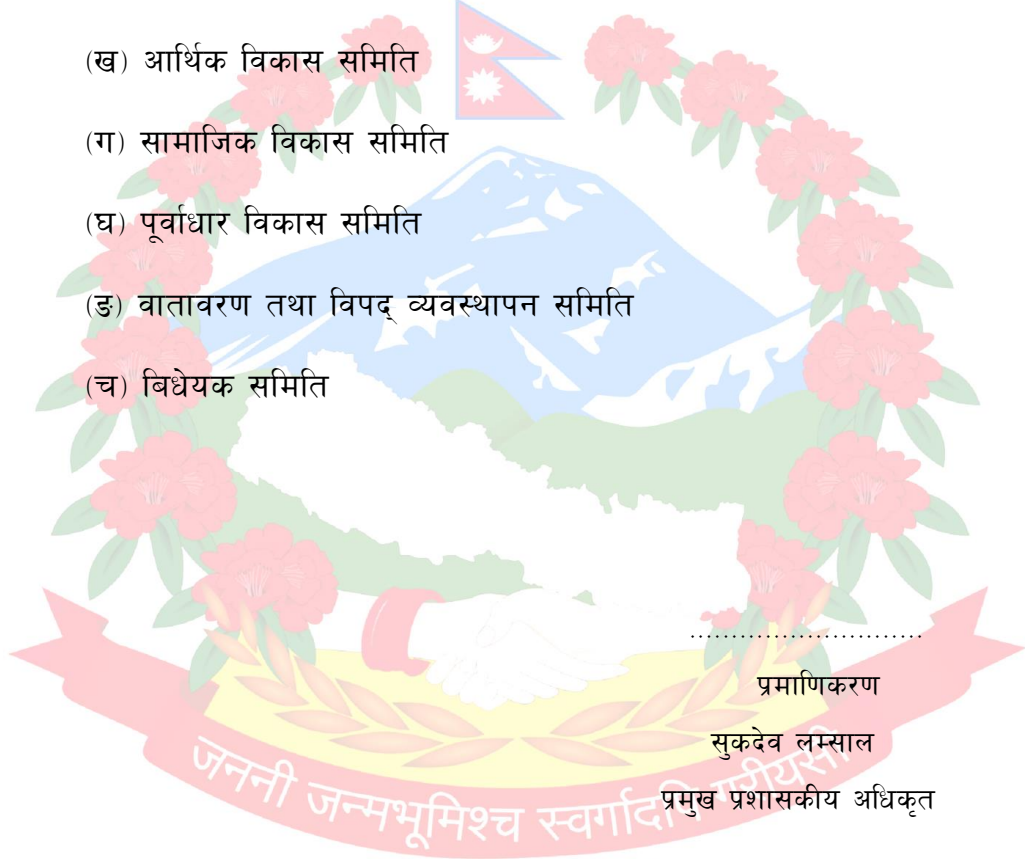 (ख) आर्थिक विकास समिति
(ग) सामाजिक विकास समिति
(घ) पूर्वाधार विकास समिति
(ङ) वातावरण तथा विपद् व्यवस्थापन समिति
(च) बिधेयक समिति
............................
प्रमाणिकरण
सुकदेव लम्साल
प्रमुख प्रशासकीय अधिकृत
जननी जन्मभूमिश्च स्वर्गादपि गरीयसी